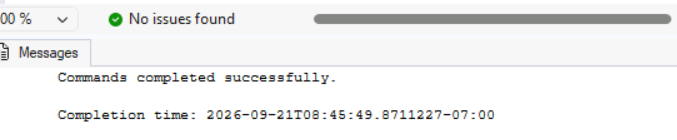 00 %
No issues found
Messages
Commands completed successfully.
Completion time: 2026-09-21T08:45:49.8711227-07:00